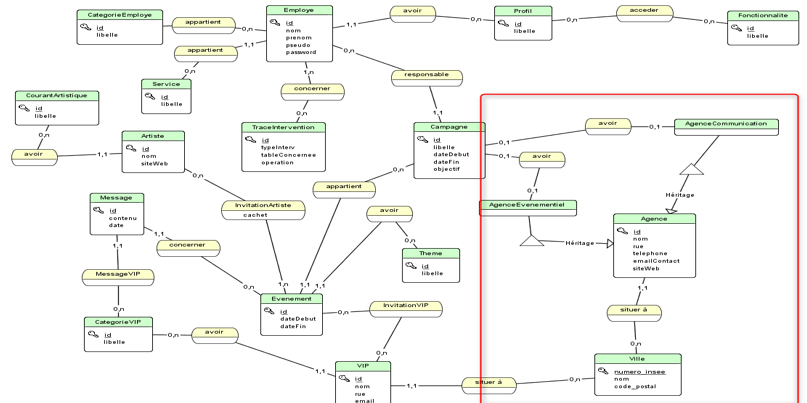 CategorieEmploye
id
libelle
appartient
0,n
Employe
id
nom
prenom
pseudo
password
1,1
avoir
0,n
Profil
id
libelle
0,n
acceder
0,n
Fonctionnalite
id
libelle
appartient
1,1
0,n
Service
id
libelle
1,n
concerner
0,n
0,n
responsable
1,1
CourantArtistique
id
libelle
0,n
avoir
1,1
Artiste
id
nom
siteWeb
0,n
TraceIntervention
id
typeInterv
tableConcernee
operation
Campagne
id
libelle
dateDebut
dateFin
objectif
0,1
avoir
0,1
AgenceCommunication
0,1
avoir
0,1
AgenceEvenementiel
Héritage
Héritage
Agence
id
nom
rue
telephone
emailContact
siteWeb
1,1
situer à
0,n
Ville
numero_insee
nom
code_postal
0,n
appartient
1,1
InvitationArtiste
cachet
1,n
avoir
0,n
1,1
Theme
id
libelle
Message
id
contenu
date
1,1
concerner
0,n
1,1
MessageVIP
0,n
CategorieVIP
id
libelle
0,n
avoir
1,1
Evenement
id
dateDebut
dateFin
0,n
InvitationVIP
0,n
VIP
id
nom
rue
email
1,1
situer à
0,n